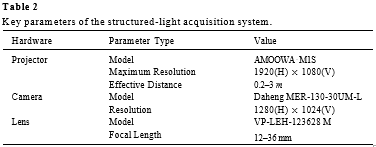 Table 2
Key parameters of the structured-light acquisition system.
Hardware Parameter Type Value
Projector Model AMOOWA M1S
Maximum Resolution 1920(H) × 1080(V)
Effective Distance 0.2–3 m
Camera Model Daheng MER-130-30UM-L
Resolution 1280(H) × 1024(V)
Lens Model VP-LEH-123628 M
Focal Length 12–36 mm